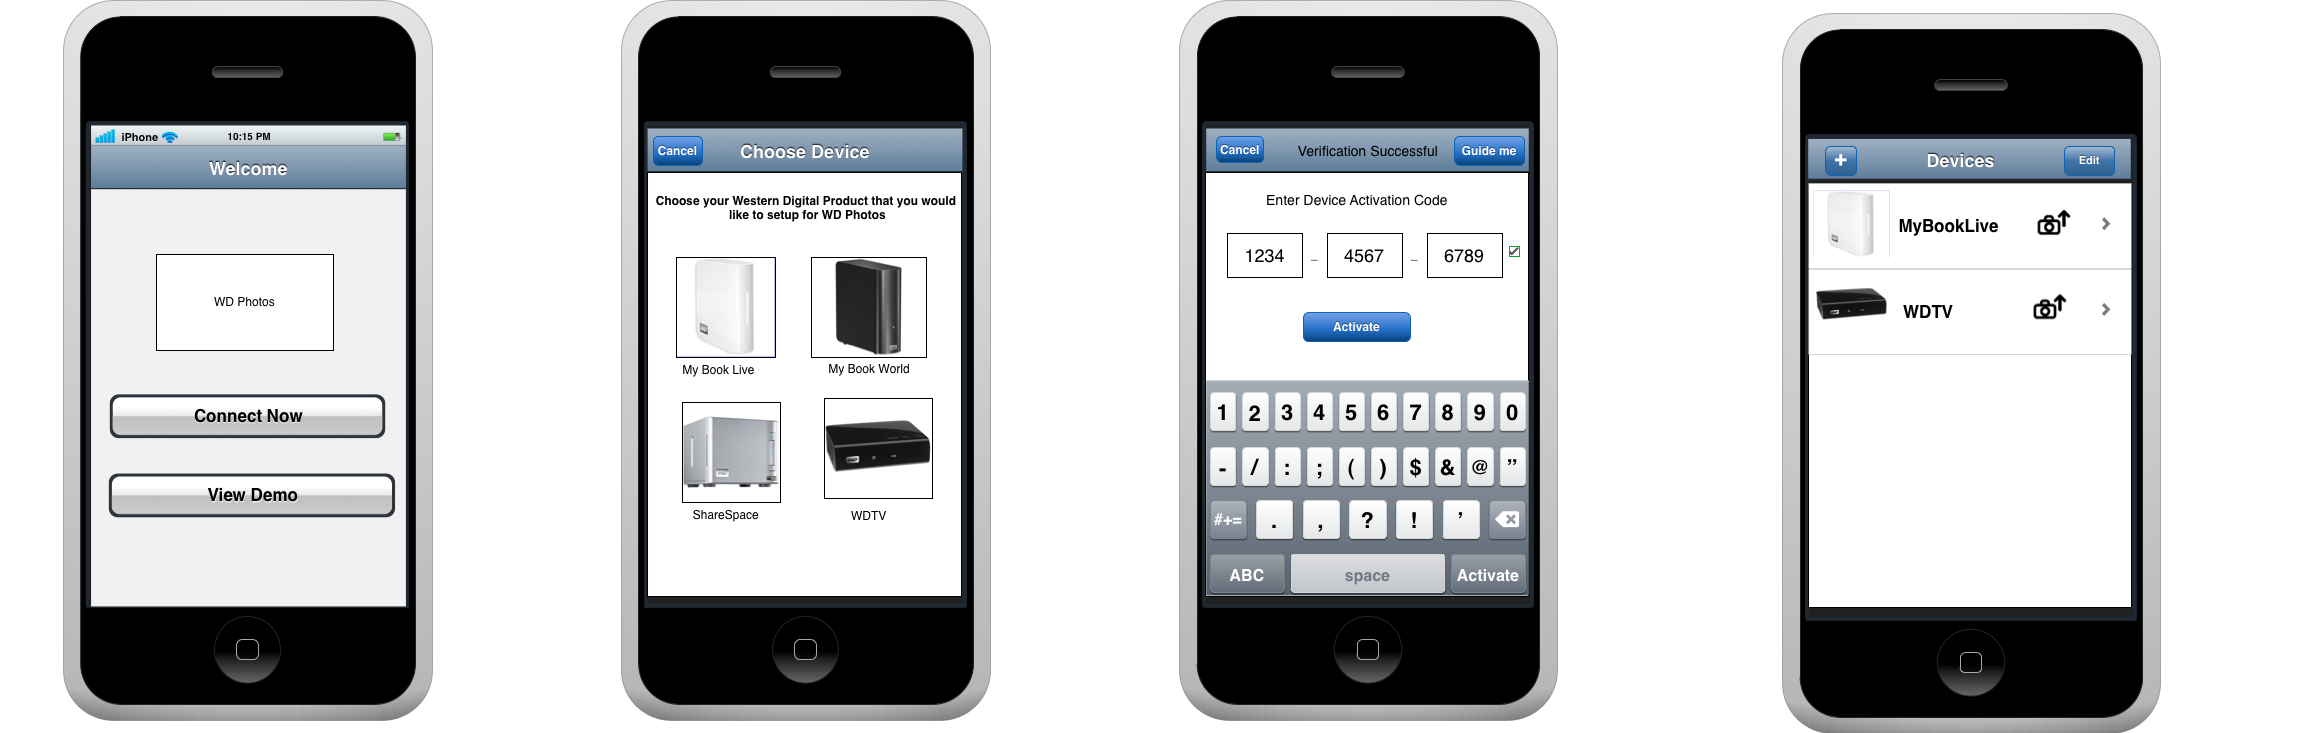 iPhone 10:15 PM
Welcome
WD Photos
Connect Now
View Demo
Cancel Choose Device
Choose your Western Digital Product that you would
like to setup for WD Photos
My Book Live My Book World
ShareSpace WDTV
Cancel Verification Successful Guide me
Enter Device Activation Code
1234 _ 4567 _ 6789
Activate
1 2 3 4 5 6 7 8 9 0
- / : ; ( ) $ & @ ”
#+= . , ? ! ’
ABC space Activate
+ Devices Edit
MyBookLive
WDTV